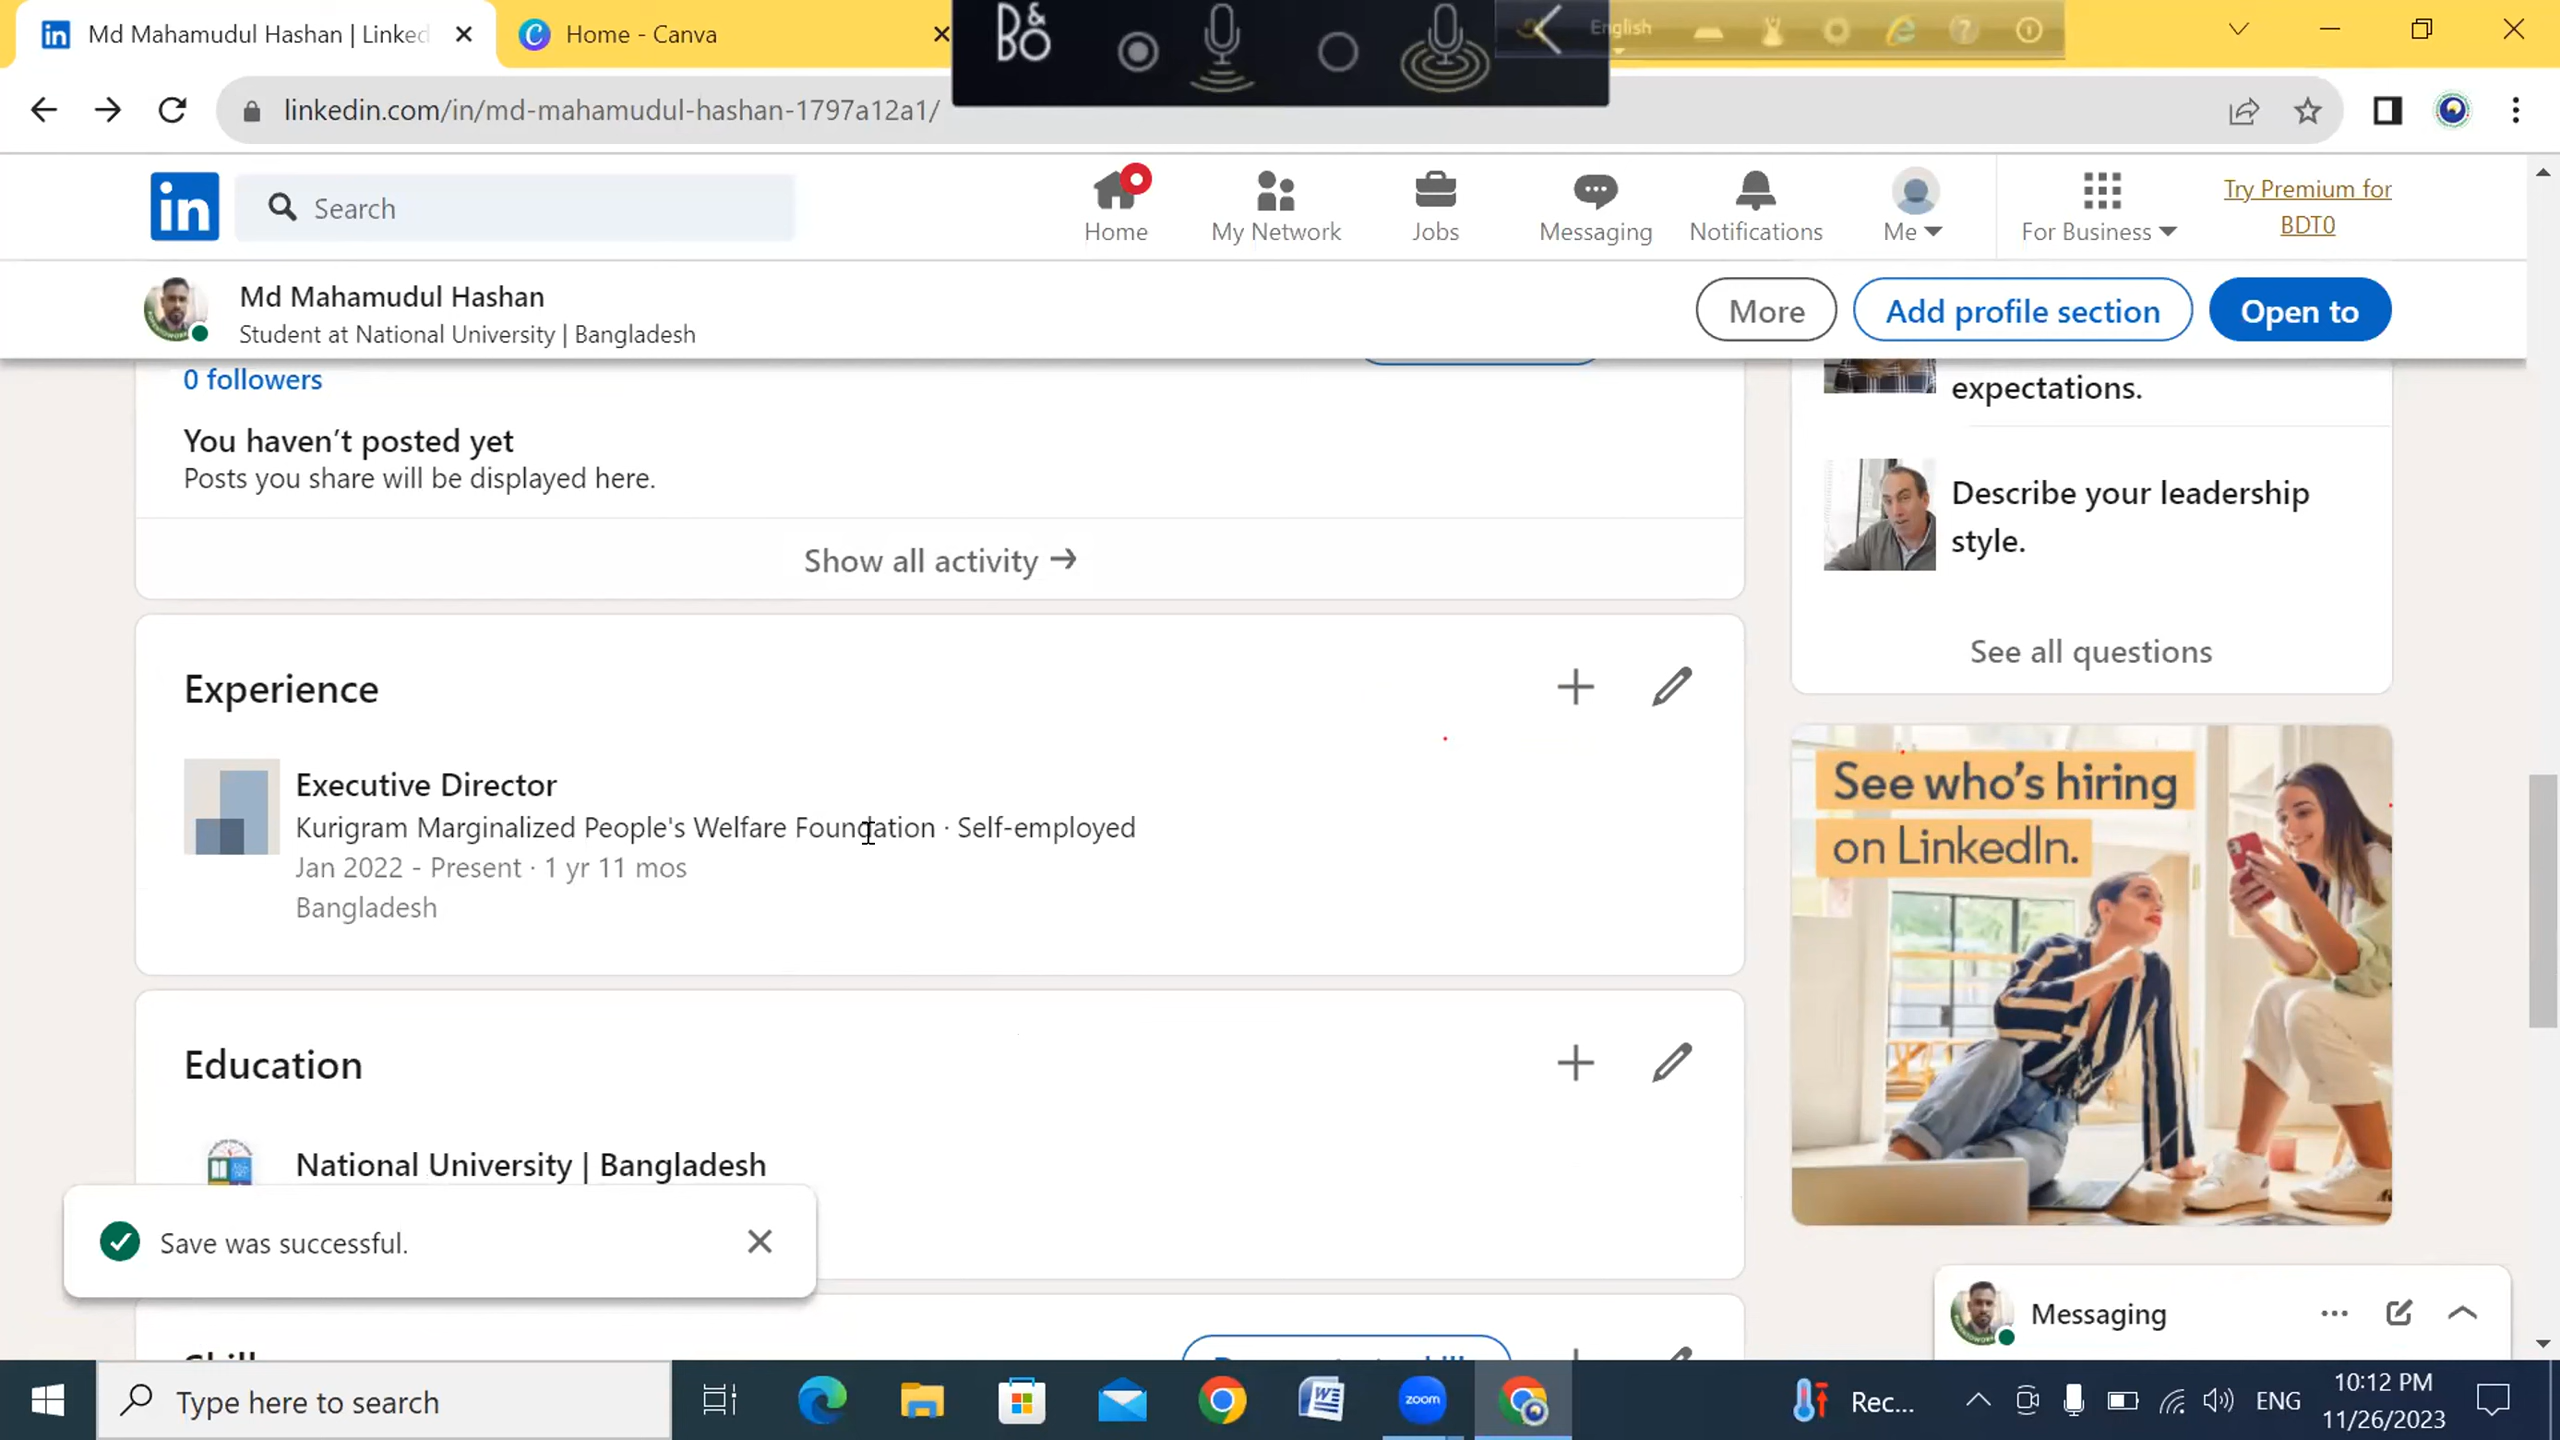 Md Mahamudul Hashan | Linked
Home - Canva
B&O
English
linkedin.com/in/md-mahamudul-hashan-1797a12a1/
in
Search
Home
My Network
Jobs
Messaging
Notifications
Me
For Business
Try Premium for
BDT0
Md Mahamudul Hashan
Student at National University | Bangladesh
More
Add profile section
Open to
0 followers
You haven't posted yet
Posts you share will be displayed here.
Show all activity →
expectations.
Describe your leadership
style.
See all questions
Experience
Executive Director
Kurigram Marginalized People's Welfare Foundation · Self-employed
Jan 2022 - Present · 1 yr 11 mos
Bangladesh
See who's hiring
on LinkedIn.
Education
National University | Bangladesh
Save was successful.
Messaging
Type here to search
zoom
Rec...
ENG
10:12 PM
11/26/2023